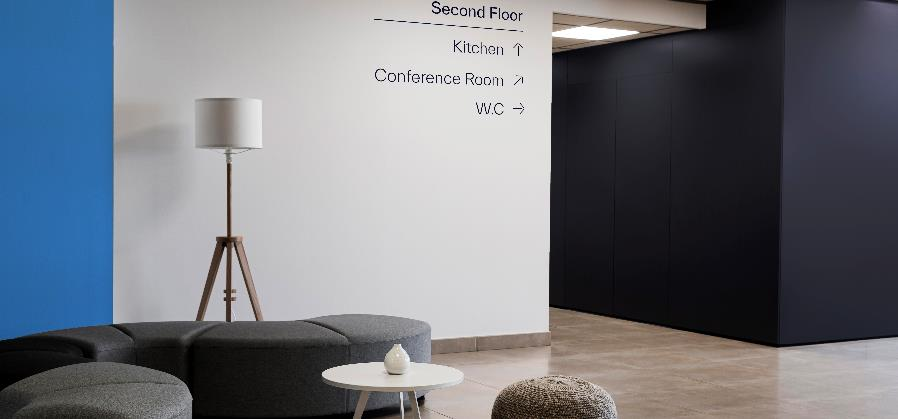 Second Floor
Kitchen ↑
Conference Room ↗
W.C →